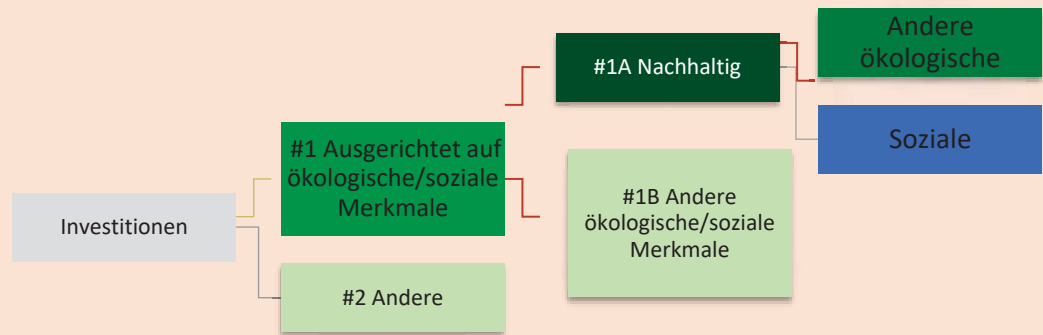 Investitionen
#1 Ausgerichtet auf
ökologische/soziale
Merkmale
#2 Andere
#1A Nachhaltig
#1B Andere
ökologische/soziale
Merkmale
Andere
ökologische
Soziale